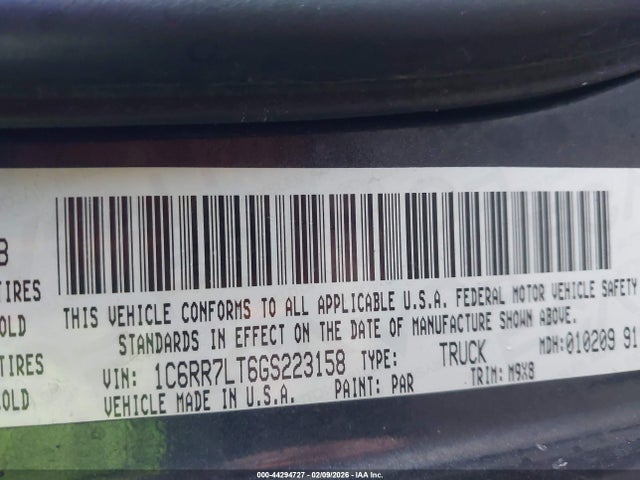 8
TIRES
OLD
TIRES
OLD
THIS VEHICLE CONFORMS TO ALL APPLICABLE U.S.A. FEDERAL MOTOR VEHICLE SAFETY
STANDARDS IN EFFECT ON THE DATE OF MANUFACTURE SHOWN ABOVE.
VIN: 1C6RR7LT6GS223158 TYPE: TRUCK MDH:010209 91
VEHICLE MADE IN U.S.A. PAINT: PAR TRIM: M9X8
000-44294727 - 02/09/2026 - IAA Inc.